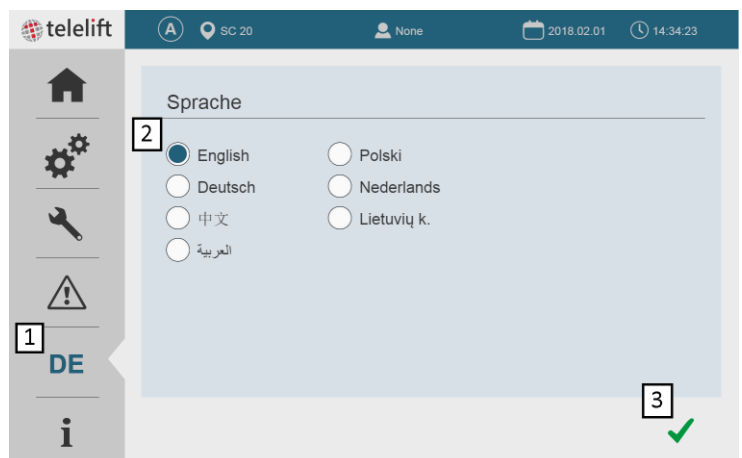 telelift
A SC 20 None 2018.02.01 14:34:23
Sprache
2
English Polski
Deutsch Nederlands
中文 Lietuvių k.
العربية
1
DE
3
i